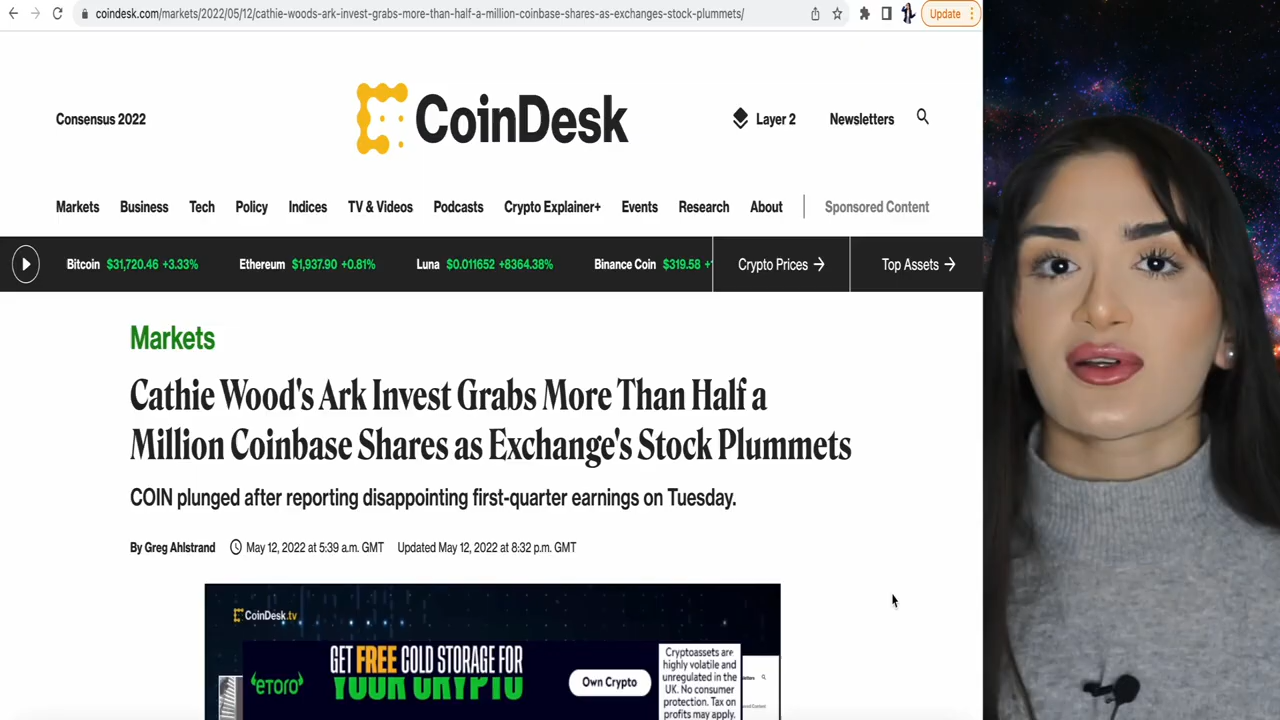 coindesk.com/markets/2022/05/12/cathie-woods-ark-invest-grabs-more-than-half-a-million-coinbase-shares-as-exchanges-stock-plummets/
Update
Consensus 2022
CoinDesk
Layer 2
Newsletters
Markets Business Tech Policy Indices TV & Videos Podcasts Crypto Explainer+ Events Research About Sponsored Content
Bitcoin $31,720.46 +3.33% Ethereum $1,937.90 +0.81% Luna $0.011652 +8364.38% Binance Coin $319.58 + Crypto Prices → Top Assets →
Markets
Cathie Wood's Ark Invest Grabs More Than Half a
Million Coinbase Shares as Exchange's Stock Plummets
COIN plunged after reporting disappointing first-quarter earnings on Tuesday.
By Greg Ahlstrand May 12, 2022 at 5:39 a.m. GMT Updated May 12, 2022 at 8:32 p.m. GMT
CoinDesk.tv
eToro
GET FREE COLD STORAGE FOR
YOUR CRYPTO
Own Crypto
Cryptoassets are
highly volatile and
unregulated in the
UK. No consumer
protection. Tax on
profits may apply.